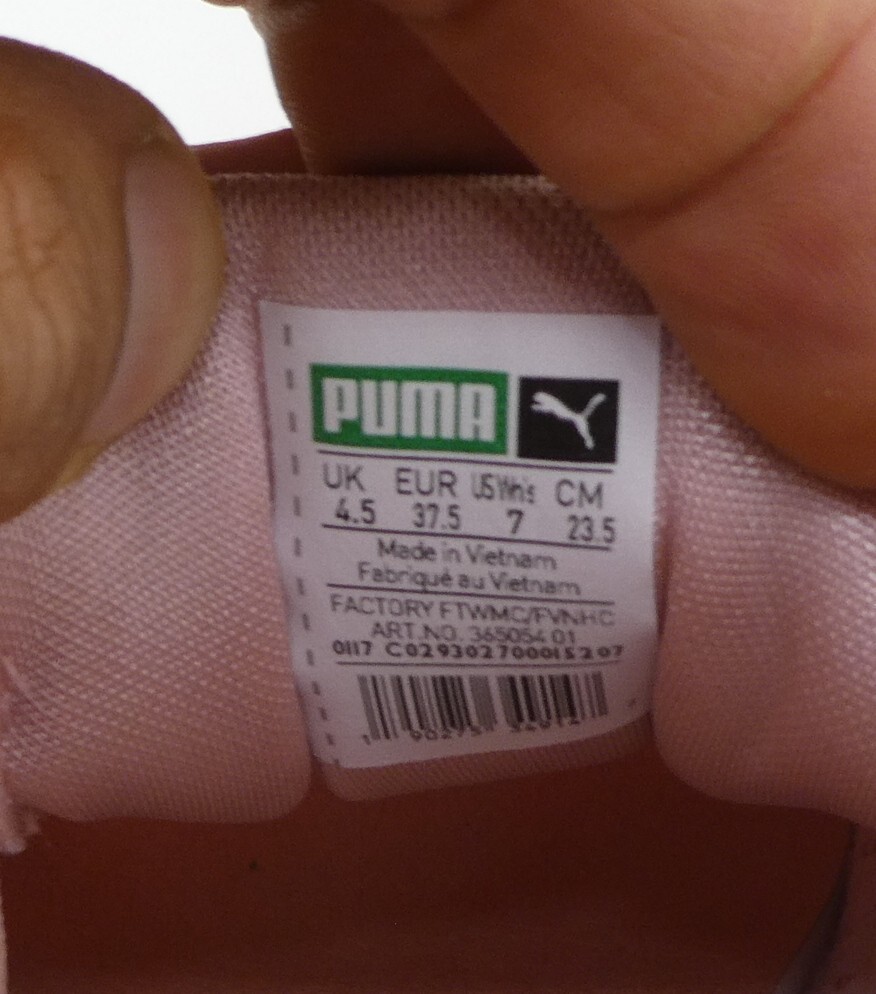 PUMA
UK EUR US Wn's CM
4.5 37.5 7 23.5
Made in Vietnam
Fabriqué au Vietnam
FACTORY FTWMC/FVNHC
ART.NO. 365054 01
0117 C029302700015207